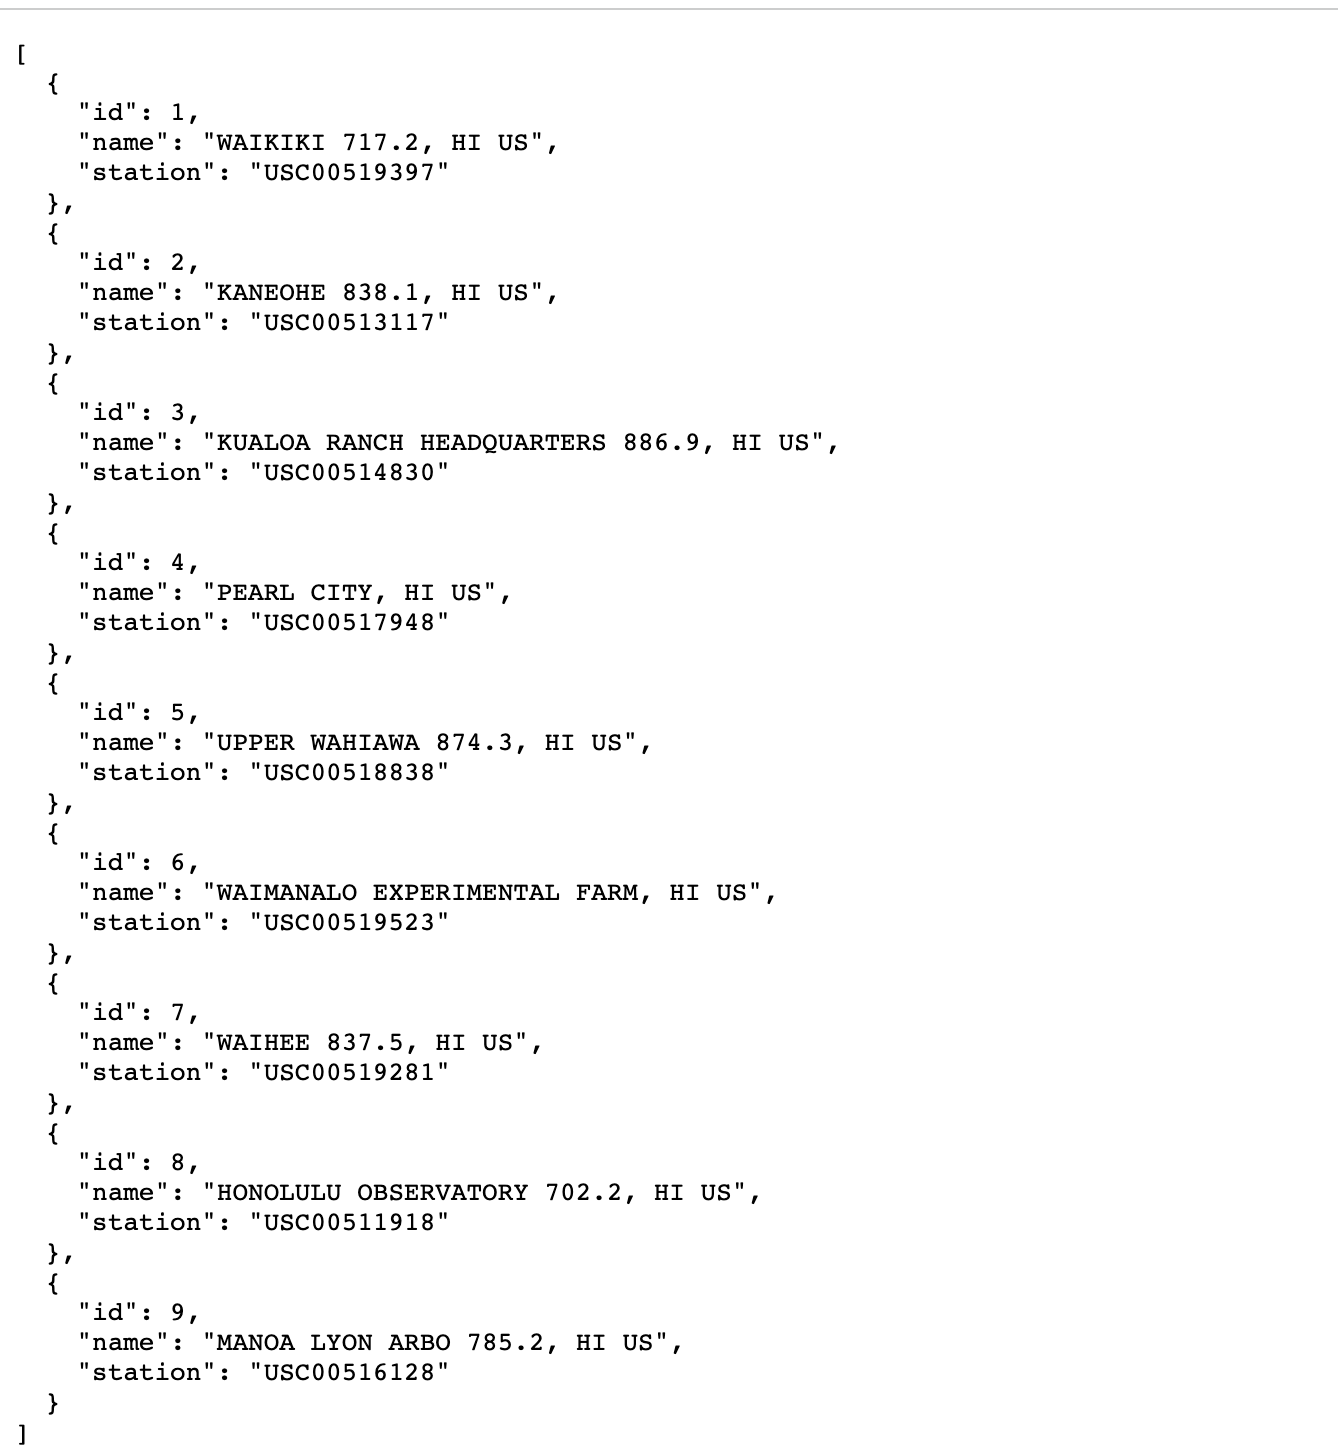 [
  {
    "id": 1,
    "name": "WAIKIKI 717.2, HI US",
    "station": "USC00519397"
  },
  {
    "id": 2,
    "name": "KANEOHE 838.1, HI US",
    "station": "USC00513117"
  },
  {
    "id": 3,
    "name": "KUALOA RANCH HEADQUARTERS 886.9, HI US",
    "station": "USC00514830"
  },
  {
    "id": 4,
    "name": "PEARL CITY, HI US",
    "station": "USC00517948"
  },
  {
    "id": 5,
    "name": "UPPER WAHIAWA 874.3, HI US",
    "station": "USC00518838"
  },
  {
    "id": 6,
    "name": "WAIMANALO EXPERIMENTAL FARM, HI US",
    "station": "USC00519523"
  },
  {
    "id": 7,
    "name": "WAIHEE 837.5, HI US",
    "station": "USC00519281"
  },
  {
    "id": 8,
    "name": "HONOLULU OBSERVATORY 702.2, HI US",
    "station": "USC00511918"
  },
  {
    "id": 9,
    "name": "MANOA LYON ARBO 785.2, HI US",
    "station": "USC00516128"
  }
]